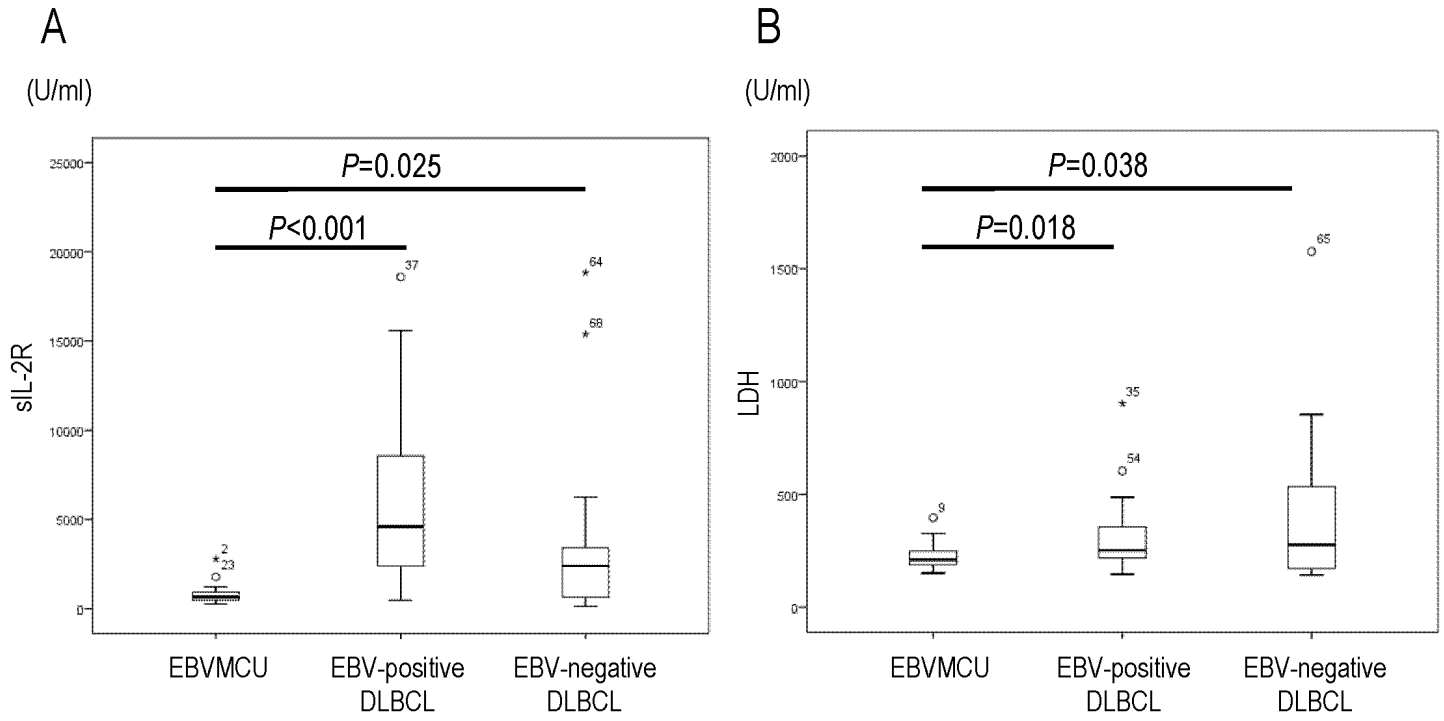 A
(U/ml)
25000
20000
15000
10000
5000
0
sIL-2R
P=0.025
P<0.001
37
64
68
2
23
EBVMCU
EBV-positive
DLBCL
EBV-negative
DLBCL
B
(U/ml)
2000
1500
1000
500
0
LDH
P=0.038
P=0.018
65
35
54
9
EBVMCU
EBV-positive
DLBCL
EBV-negative
DLBCL